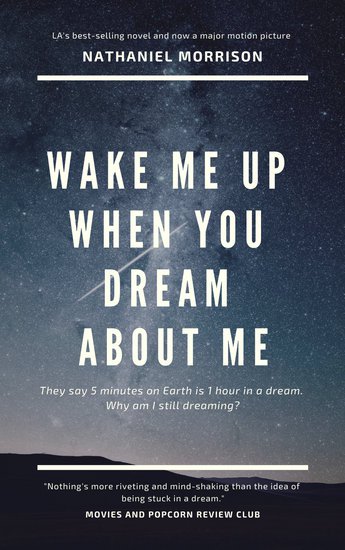 LA's best-selling novel and now a major motion picture
NATHANIEL MORRISON
WAKE ME UP
WHEN YOU
DREAM
ABOUT ME
They say 5 minutes on Earth is 1 hour in a dream.
Why am I still dreaming?
"Nothing's more riveting and mind-shaking than the idea of
being stuck in a dream."
MOVIES AND POPCORN REVIEW CLUB